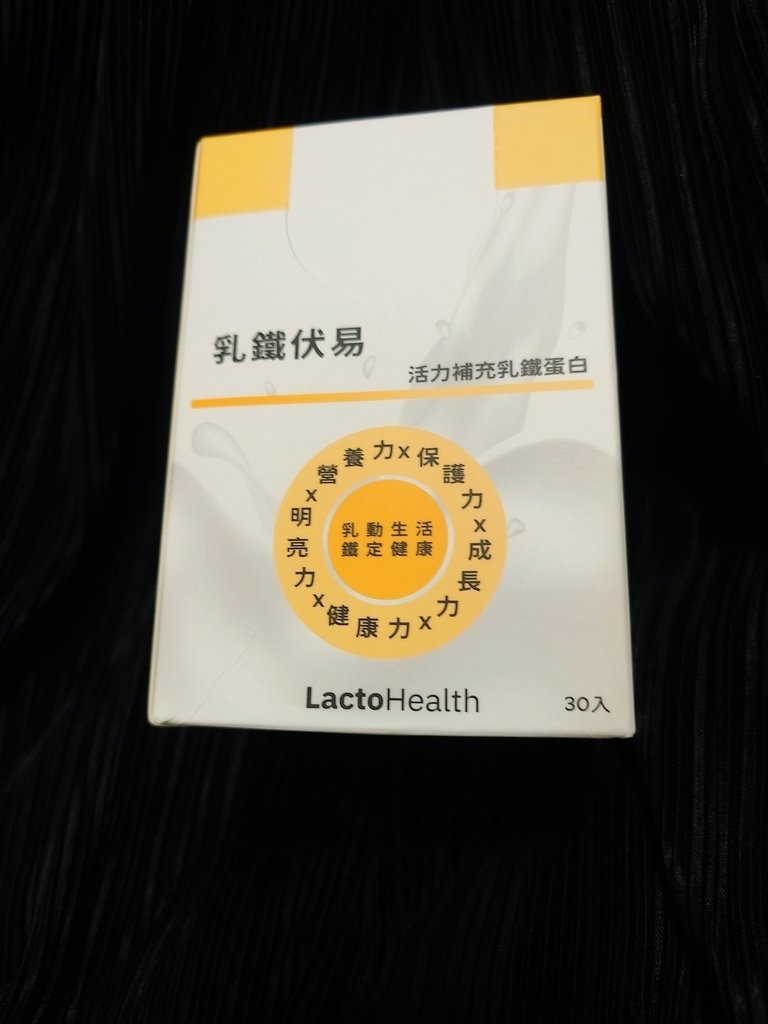 乳鐵伏易
活力補充乳鐵蛋白
營養力x保護力x成長力x健康力x明亮力x
乳動生活
鐵定健康
LactoHealth
30入